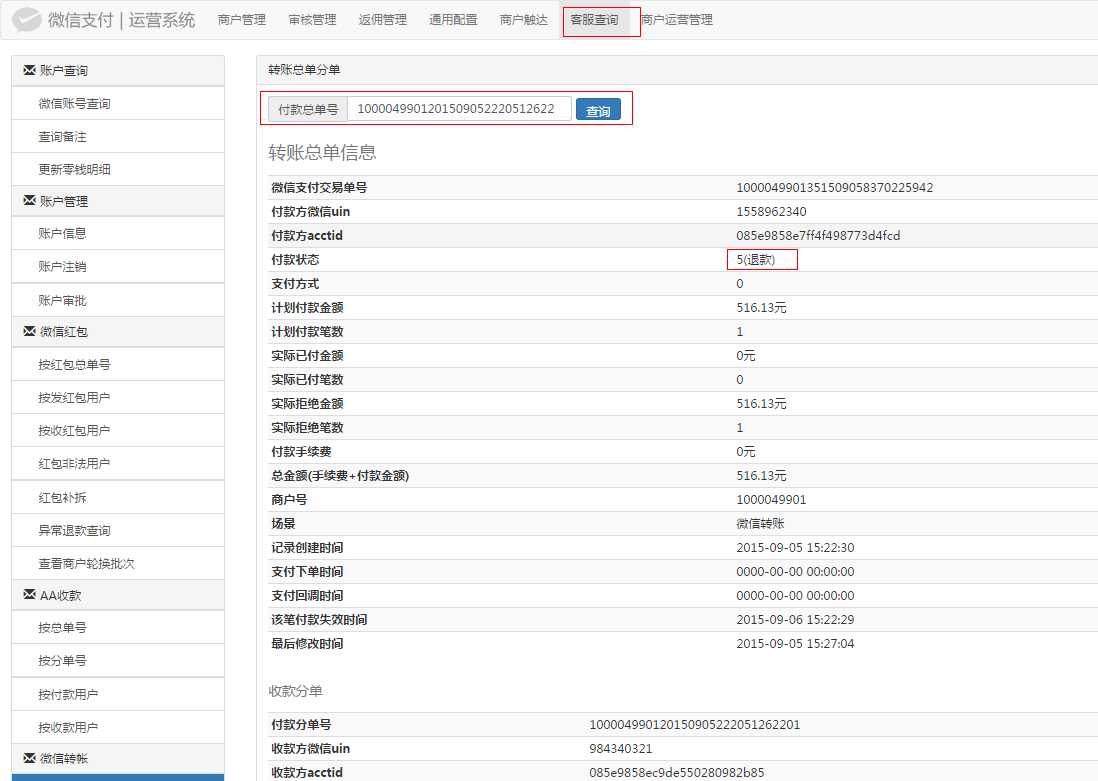 微信支付 | 运营系统 商户管理 审核管理 返佣管理 通用配置 商户触达 客服查询 商户运营管理
账户查询
微信账号查询
查询备注
更新零钱明细
账户管理
账户信息
账户注销
账户审批
微信红包
按红包总单号
按发红包用户
按收红包用户
红包非法用户
红包补拆
异常退款查询
查看商户轮换批次
AA收款
按总单号
按分单号
按付款用户
按收款用户
微信转帐
转账总单分单
付款总单号 1000049901201509052220512622 查询
转账总单信息
微信支付交易单号 1000049901351509058370225942
付款方微信uin 1558962340
付款方acctid 085e9858e7ff4f498773d4fcd
付款状态 5(退款)
支付方式 0
计划付款金额 516.13元
计划付款笔数 1
实际已付金额 0元
实际已付笔数 0
实际拒绝金额 516.13元
实际拒绝笔数 1
付款手续费 0元
总金额(手续费+付款金额) 516.13元
商户号 1000049901
场景 微信转账
记录创建时间 2015-09-05 15:22:30
支付下单时间 0000-00-00 00:00:00
支付回调时间 0000-00-00 00:00:00
该笔付款失效时间 2015-09-06 15:22:29
最后修改时间 2015-09-05 15:27:04
收款分单
付款分单号 100004990120150905222051262201
收款方微信uin 984340321
收款方acctid 085e9858ec9de550280982b85